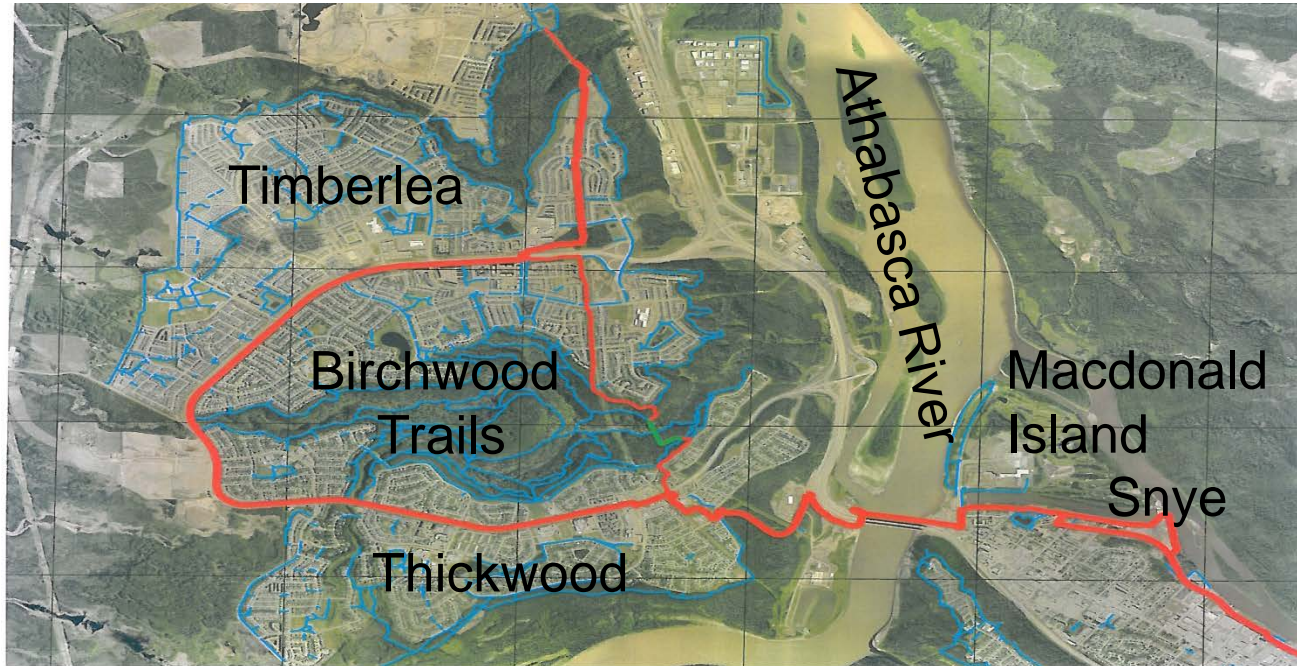 Timberlea
Athabasca River
Birchwood
Trails
Macdonald
Island
Snye
Thickwood